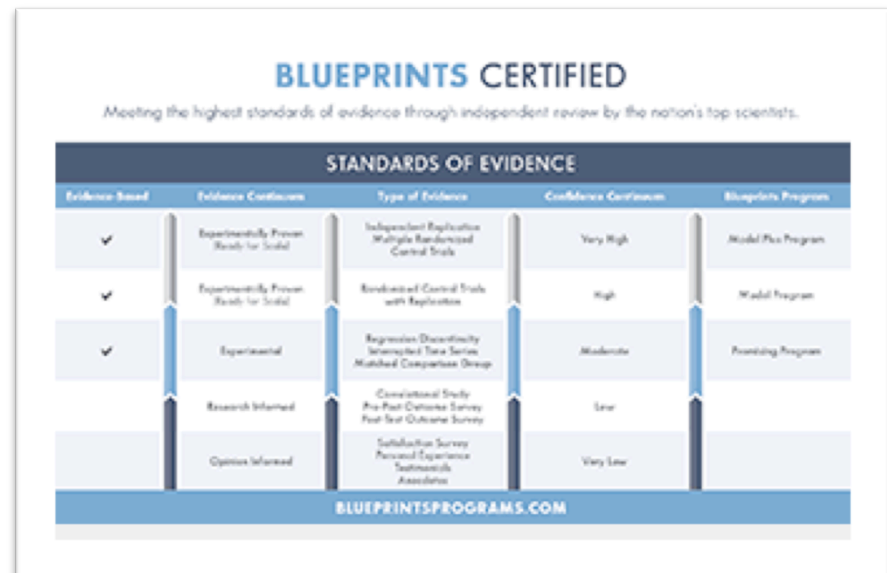 BLUEPRINTS CERTIFIED
Meeting the highest standards of evidence through independent review by the nation's top scientists.
STANDARDS OF EVIDENCE
Evidence-Based Evidence Continuum Type of Evidence Confidence Continuum Blueprints Program
✓ Experimentally Proven (Ready for Scale) Independent Replication Multiple Randomized Control Trials Very High Model Plus Program
✓ Experimentally Proven (Ready for Scale) Randomized Control Trials with Replication High Model Program
✓ Experimental Regression Discontinuity Interrupted Time Series Matched Comparison Group Moderate Promising Program
Research Informed Correlational Study Pre-Post Outcome Survey Post-Test Outcome Survey Low
Opinion Informed Satisfaction Survey Personal Experience Testimonials Anecdotes Very Low
BLUEPRINTSPROGRAMS.COM